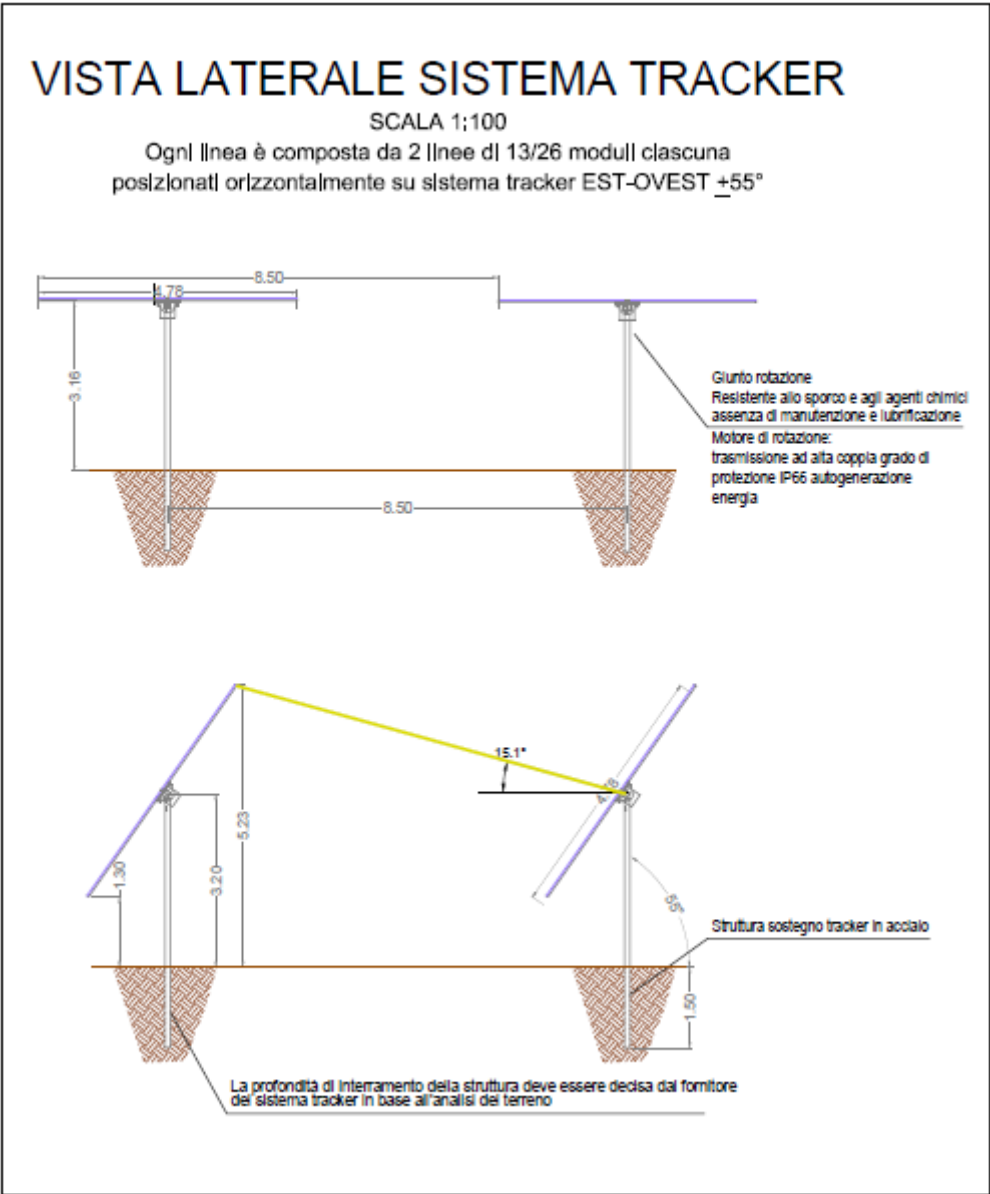 VISTA LATERALE SISTEMA TRACKER
SCALA 1:100
Ogni linea è composta da 2 linee di 13/26 moduli ciascuna
posizionati orizzontalmente su sistema tracker EST-OVEST +55°
8.50
4.78
3.16
Giunto rotazione
Resistente allo sporco e agli agenti chimici
assenza di manutenzione e lubrificazione
Motore di rotazione:
trasmissione ad alta coppia grado di
protezione IP66 autogenerazione
energia
8.50
15.1°
4.78
5.23
1.30
3.20
55°
Struttura sostegno tracker in acciaio
1.50
La profondità di interramento della struttura deve essere decisa dal fornitore
del sistema tracker in base all'analisi del terreno